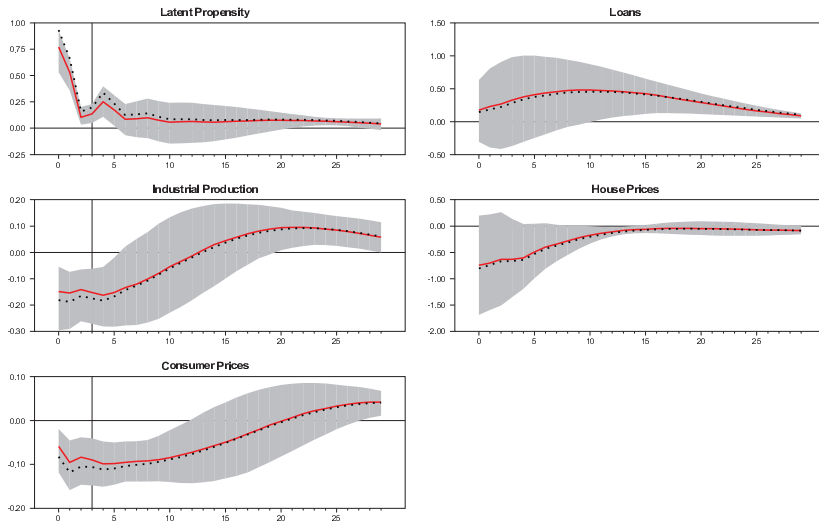 Latent Propensity
1.00
0.75
0.50
0.25
0.00
-0.25
0 5 10 15 20 25
Loans
1.50
1.00
0.50
0.00
-0.50
0 5 10 15 20 25
Industrial Production
0.20
0.10
0.00
-0.10
-0.20
-0.30
0 5 10 15 20 25
House Prices
0.50
0.00
-0.50
-1.00
-1.50
-2.00
0 5 10 15 20 25
Consumer Prices
0.10
0.00
-0.10
-0.20
0 5 10 15 20 25